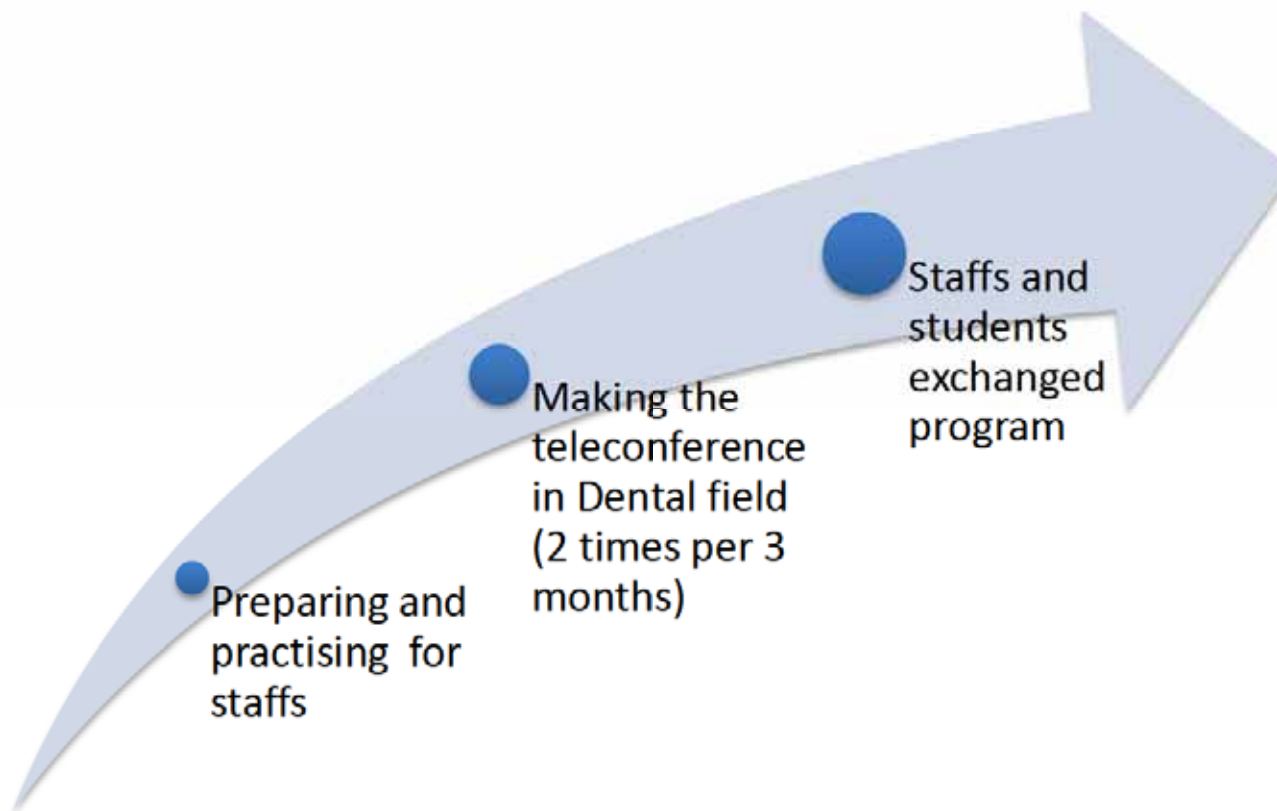 Preparing and
practising for
staffs
Making the
teleconference
in Dental field
(2 times per 3
months)
Staffs and
students
exchanged
program